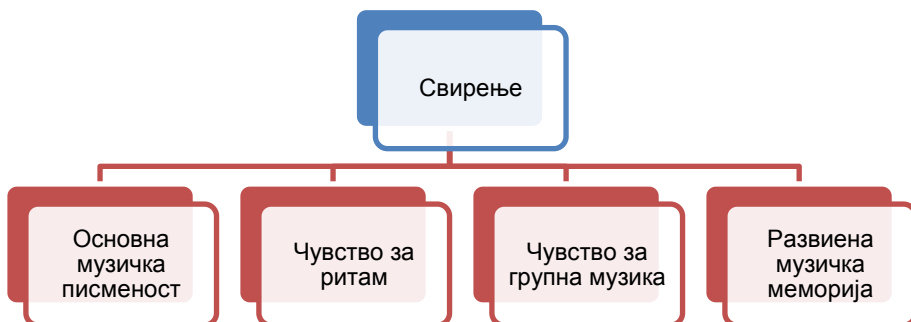 Свирење
Основна
музичка
писменост
Чувство за
ритам
Чувство за
групна музика
Развиена
музичка
меморија